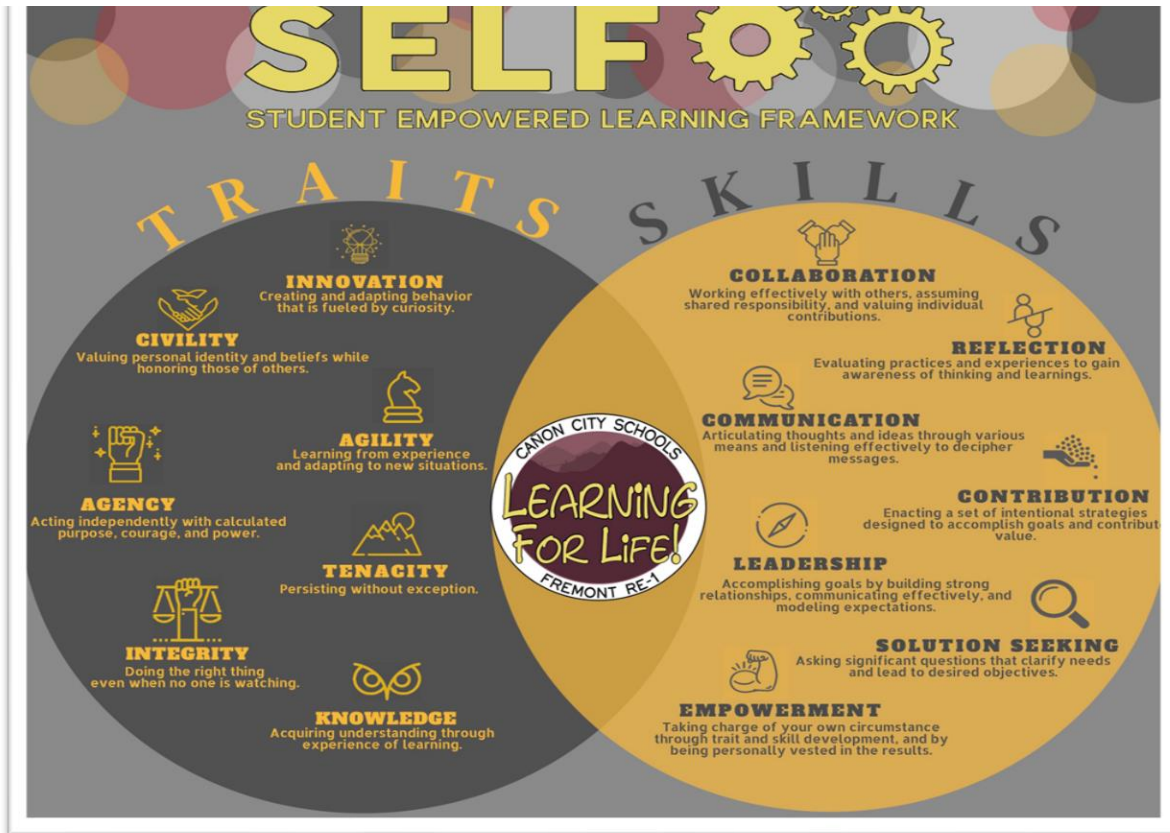 SELF
STUDENT EMPOWERED LEARNING FRAMEWORK
TRAITS
INNOVATION
Creating and adapting behavior
that is fueled by curiosity.
CIVILITY
Valuing personal identity and beliefs while
honoring those of others.
AGILITY
Learning from experience
and adapting to new situations.
AGENCY
Acting independently with calculated
purpose, courage, and power.
TENACITY
Persisting without exception.
INTEGRITY
Doing the right thing
even when no one is watching.
KNOWLEDGE
Acquiring understanding through
experience of learning.
CANON CITY SCHOOLS
LEARNING
FOR LIFE!
FREMONT RE-1
SKILLS
COLLABORATION
Working effectively with others, assuming
shared responsibility, and valuing individual
contributions.
REFLECTION
Evaluating practices and experiences to gain
awareness of thinking and learnings.
COMMUNICATION
Articulating thoughts and ideas through various
means and listening effectively to decipher
messages.
CONTRIBUTION
Enacting a set of intentional strategies
designed to accomplish goals and contribut
value.
LEADERSHIP
Accomplishing goals by building strong
relationships, communicating effectively, and
modeling expectations.
SOLUTION SEEKING
Asking significant questions that clarify needs
and lead to desired objectives.
EMPOWERMENT
Taking charge of your own circumstance
through trait and skill development, and by
being personally vested in the results.